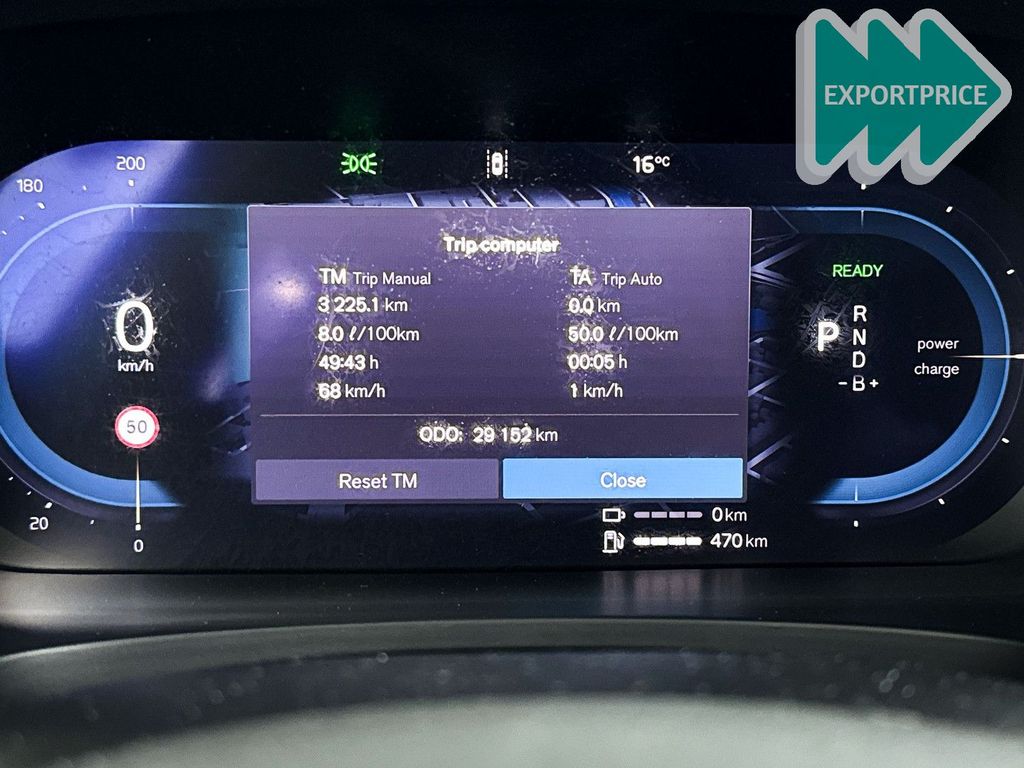 EXPORTPRICE
200
16°C
180
Trip computer
TM Trip Manual
TA Trip Auto
3 225.1 km
0.0 km
8.0 ℓ/100km
50.0 ℓ/100km
49:43 h
00:05 h
68 km/h
1 km/h
ODO: 29 152 km
Reset TM
Close
0
km/h
50
20
0
READY
P
R
N
D
- B +
power
charge
0 km
470 km